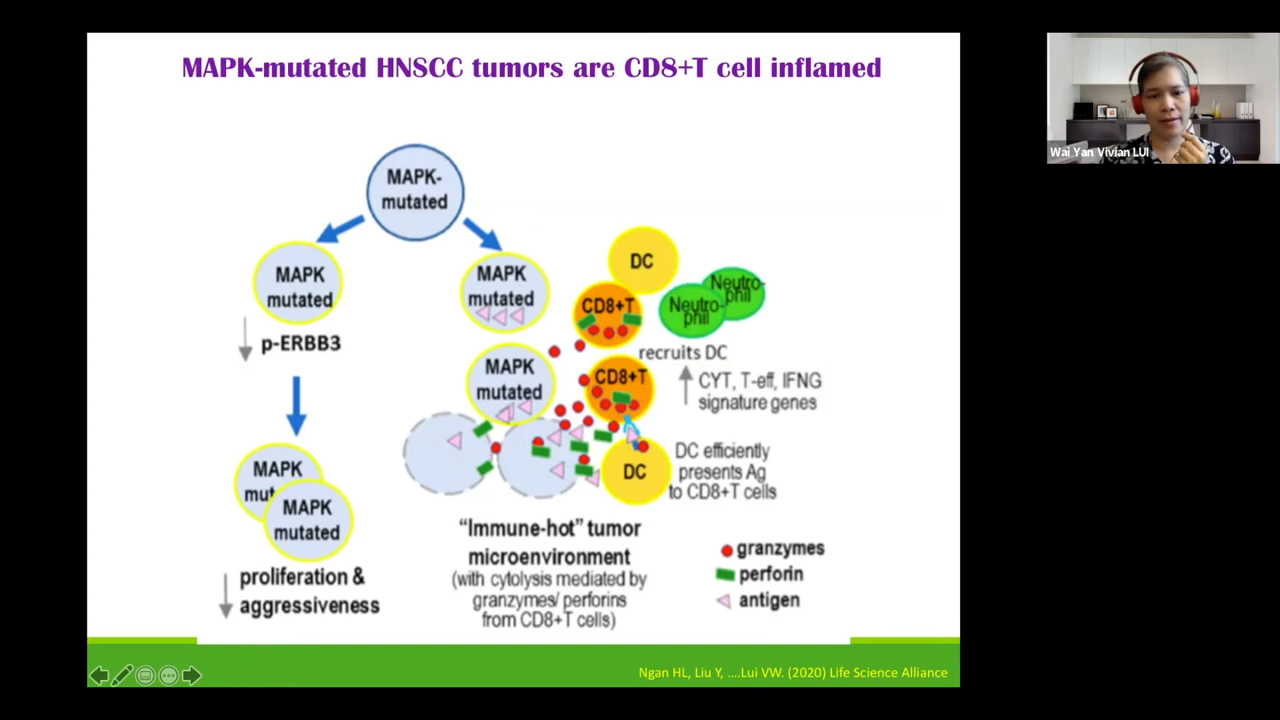 MAPK-mutated HNSCC tumors are CD8+T cell inflamed
Wai Yan Vivian LUI
MAPK-
mutated
MAPK
mutated
p-ERBB3
MAPK
mut
MAPK
mutated
proliferation &
aggressiveness
MAPK
mutated
MAPK
mutated
DC
CD8+T
Neutro-
phil
Neutro-
phil
recruits DC
CD8+T
CYT, T-eff, IFNG
signature genes
DC
DC efficiently
presents Ag
to CD8+T cells
"Immune-hot" tumor
microenvironment
(with cytolysis mediated by
granzymes/ perforins
from CD8+T cells)
granzymes
perforin
antigen
Ngan HL, Liu Y, ....Lui VW. (2020) Life Science Alliance